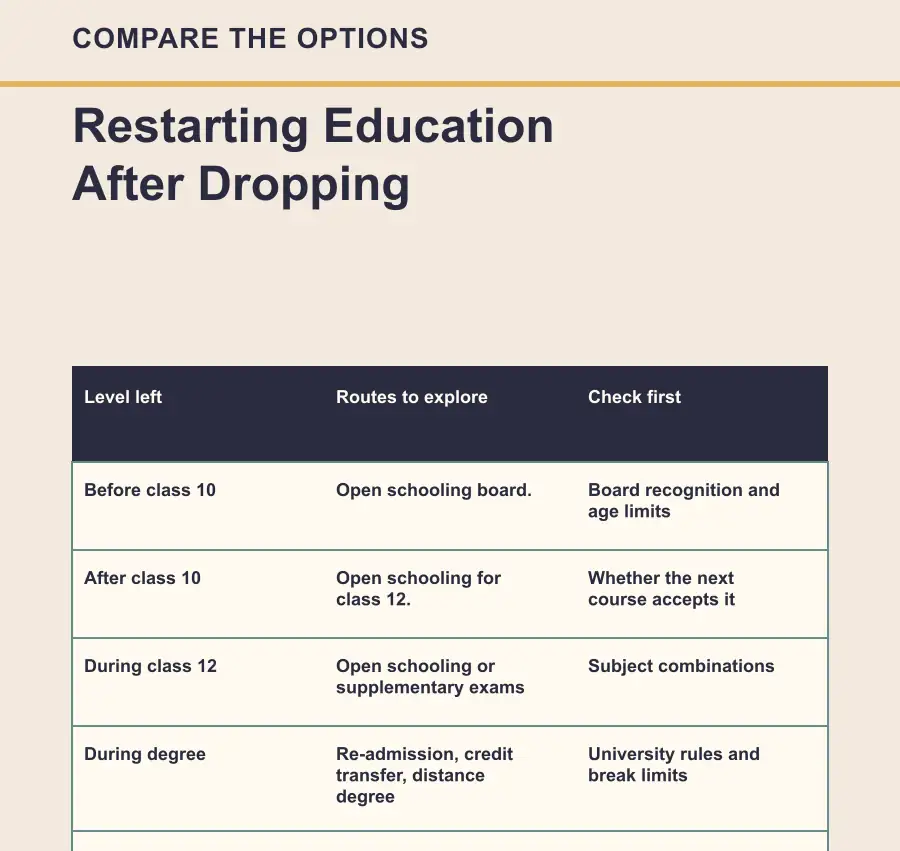 COMPARE THE OPTIONS
Restarting Education
After Dropping
Level left
Routes to explore
Check first
Before class 10
Open schooling board.
Board recognition and
age limits
After class 10
Open schooling for
class 12.
Whether the next
course accepts it
During class 12
Open schooling or
supplementary exams
Subject combinations
During degree
Re-admission, credit
transfer, distance
degree
University rules and
break limits